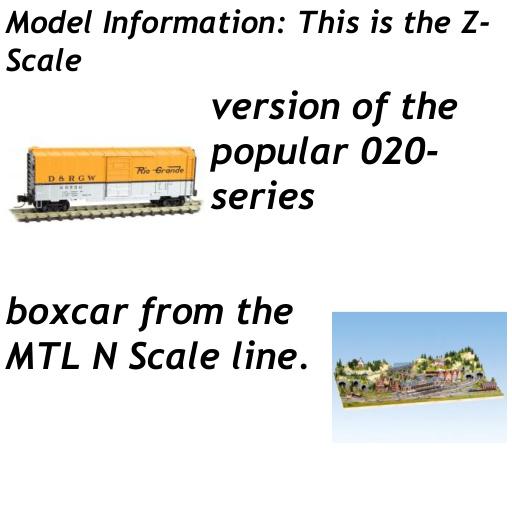 Model Information: This is the Z-
Scale
version of the
popular 020-
series
Rio Grande
D & R G W
boxcar from the
MTL N Scale line.